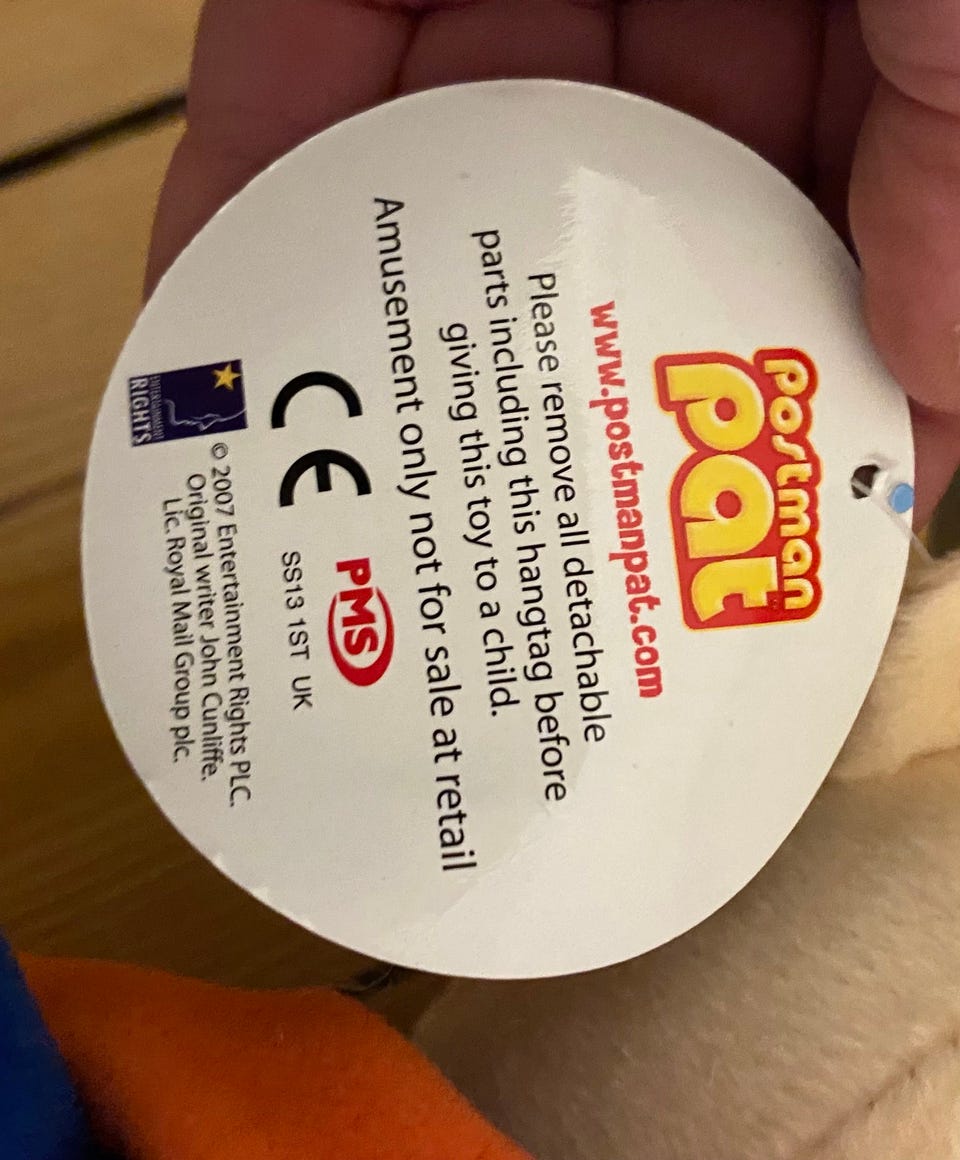 Postman
Pat
www.postmanpat.com
Please remove all detachable
parts including this hangtag before
giving this toy to a child.
Amusement only not for sale at retail
CE
PMS
SS13 1ST UK
ENTERTAINMENT
RIGHTS
© 2007 Entertainment Rights PLC.
Original writer John Cunliffe.
Lic. Royal Mail Group plc.